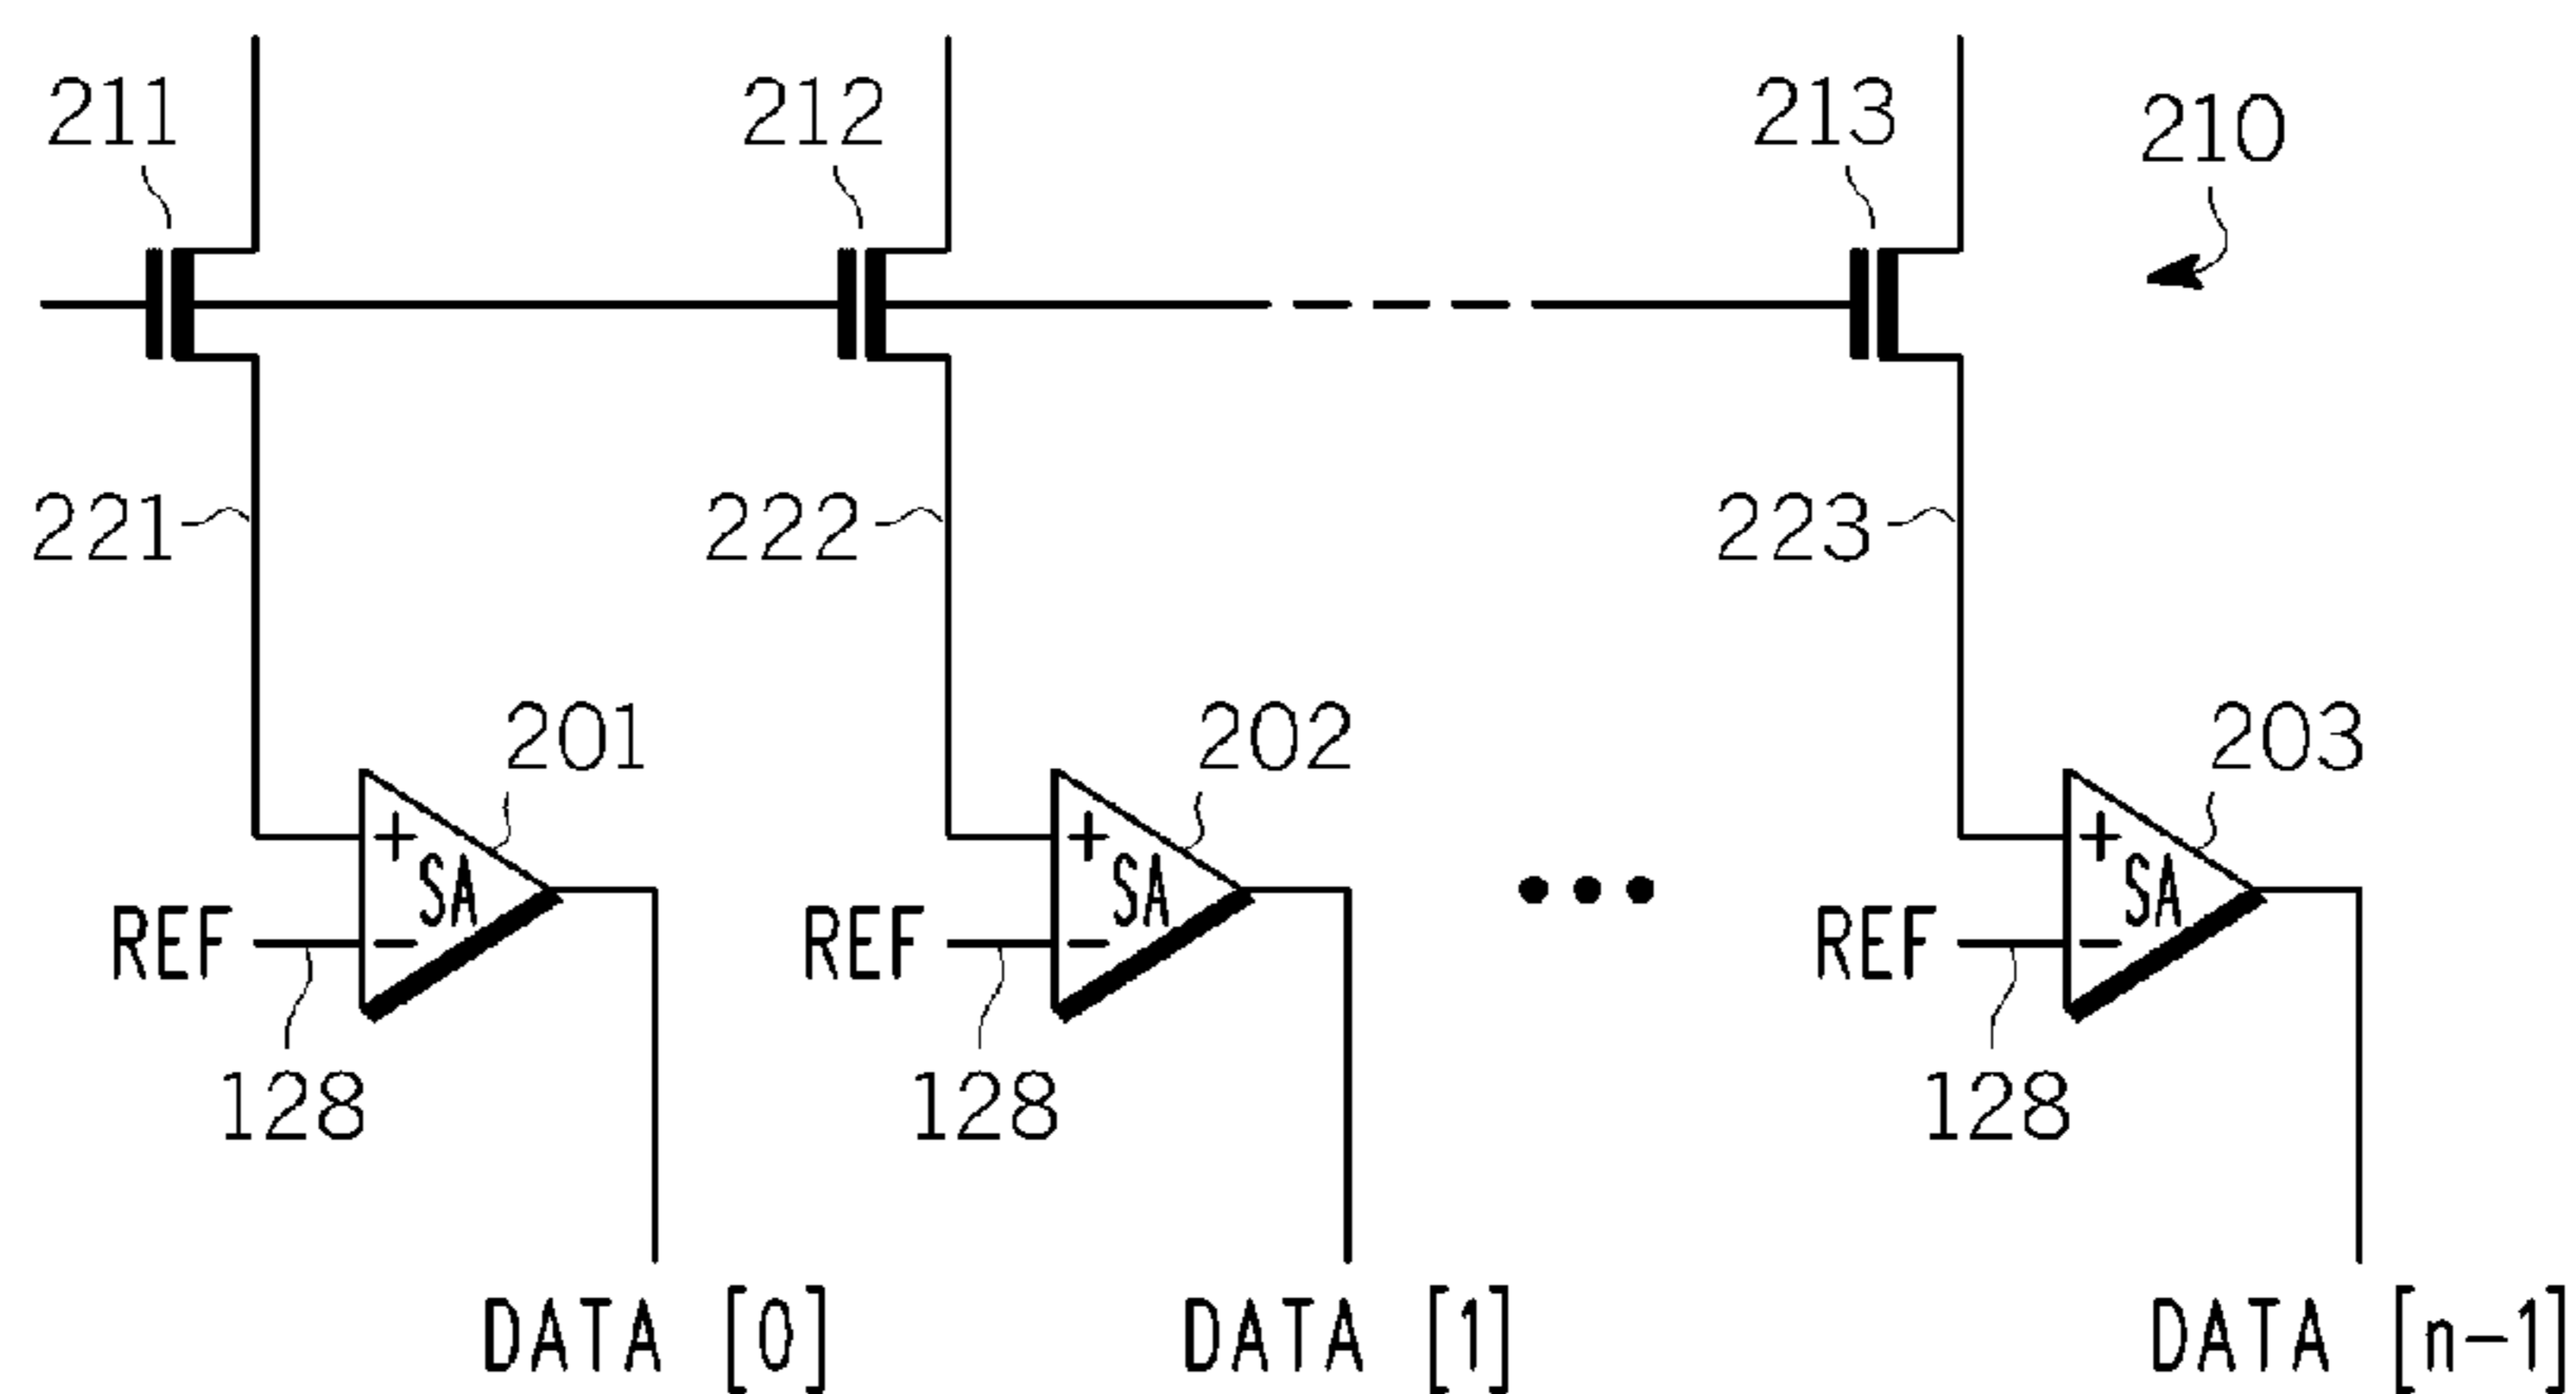 211
212
213
210
221
222
223
201
202
203
+
+
+
SA
SA
SA
REF
−
REF
−
REF
−
128
128
128
DATA [0]
DATA [1]
DATA [n-1]